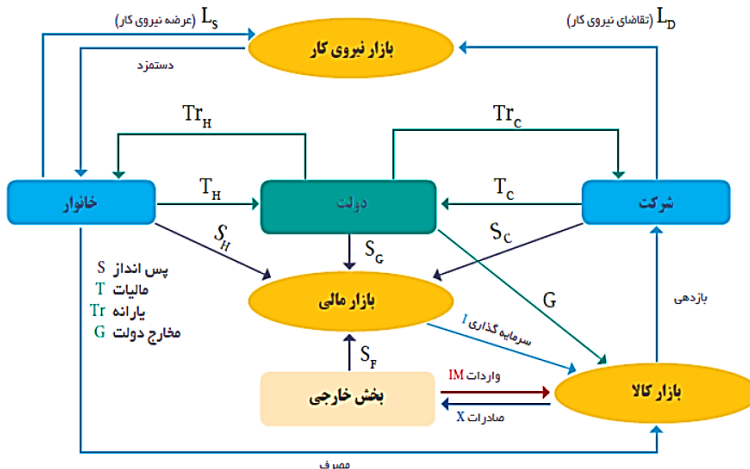 L_S (عرضه نیروی کار)
(تقاضای نیروی کار) L_D
بازار نیروی کار
دستمزد
Tr_H
Tr_C
خانوار
T_H
دولت
T_C
شرکت
S_H
S_G
S_C
S پس انداز
T مالیات
Tr یارانه
G مخارج دولت
بازار مالی
G
بازدهی
سرمایه گذاری I
S_F
بخش خارجی
واردات IM
صادرات X
بازار کالا
مصرف